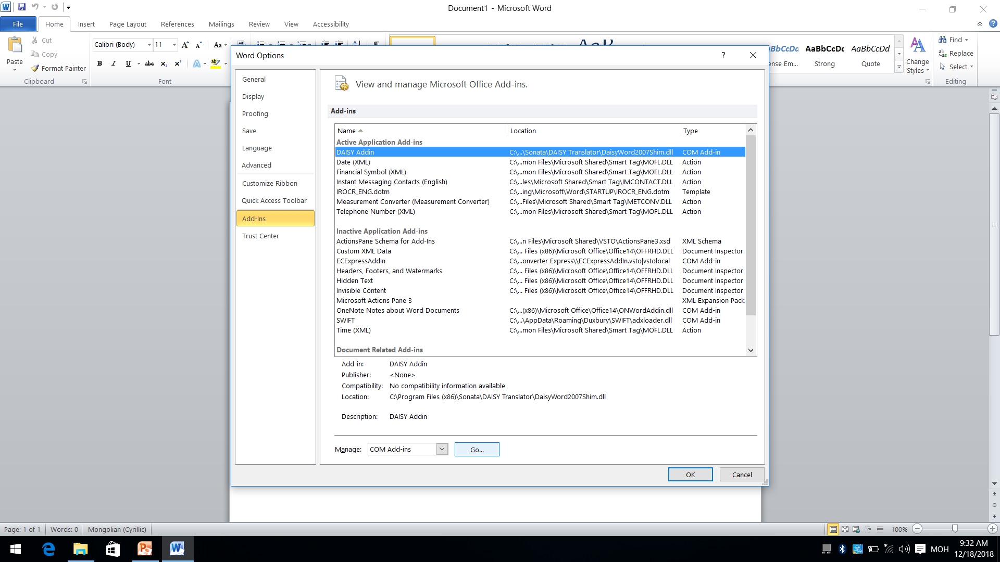 Document1 - Microsoft Word
File Home Insert Page Layout References Mailings Review View Accessibility
Paste
Cut
Copy
Format Painter
Clipboard
Calibri (Body) 11
Font
AaBbCcDc
Strong
AaBbCcDd
Quote
Change
Styles
Find
Replace
Select
Editing
Word Options
General
Display
Proofing
Save
Language
Advanced
Customize Ribbon
Quick Access Toolbar
Add-Ins
Trust Center
View and manage Microsoft Office Add-ins.
Add-ins
Name Location Type
Active Application Add-ins
DAISY Addin C:\...\Sonata\DAISY Translator\DaisyWord2007Shim.dll COM Add-in
Date (XML) C:\...mon Files\Microsoft Shared\Smart Tag\MOFL.DLL Action
Financial Symbol (XML) C:\...mon Files\Microsoft Shared\Smart Tag\MOFL.DLL Action
Instant Messaging Contacts (English) C:\...les\Microsoft Shared\Smart Tag\IMCONTACT.DLL Action
IROCR_ENG.dotm C:\...ing\Microsoft\Word\STARTUP\IROCR_ENG.dotm Template
Measurement Converter (Measurement Converter) C:\...Files\Microsoft Shared\Smart Tag\METCONV.DLL Action
Telephone Number (XML) C:\...mon Files\Microsoft Shared\Smart Tag\MOFL.DLL Action
Inactive Application Add-ins
ActionsPane Schema for Add-Ins C:\...n Files\Microsoft Shared\VSTO\ActionsPane3.xsd XML Schema
Custom XML Data C:\... Files (x86)\Microsoft Office\Office14\OFFRHD.DLL Document Inspector
ECExpressAddIn C:\...onverter Express\\ECExpressAddIn.vsto|vstolocal COM Add-in
Headers, Footers, and Watermarks C:\... Files (x86)\Microsoft Office\Office14\OFFRHD.DLL Document Inspector
Hidden Text C:\... Files (x86)\Microsoft Office\Office14\OFFRHD.DLL Document Inspector
Invisible Content C:\... Files (x86)\Microsoft Office\Office14\OFFRHD.DLL Document Inspector
Microsoft Actions Pane 3 XML Expansion Pack
OneNote Notes about Word Documents C:\...(x86)\Microsoft Office\Office14\ONWordAddin.dll COM Add-in
SWIFT C:\...\AppData\Roaming\Duxbury\SWIFT\adxloader.dll COM Add-in
Time (XML) C:\...mon Files\Microsoft Shared\Smart Tag\MOFL.DLL Action
Document Related Add-ins
Add-in: DAISY Addin
Publisher: <None>
Compatibility: No compatibility information available
Location: C:\Program Files (x86)\Sonata\DAISY Translator\DaisyWord2007Shim.dll
Description: DAISY Addin
Manage: COM Add-ins Go...
OK Cancel
Page: 1 of 1 Words: 0 Mongolian (Cyrillic) 100%
МОН
9:32 AM
12/18/2018